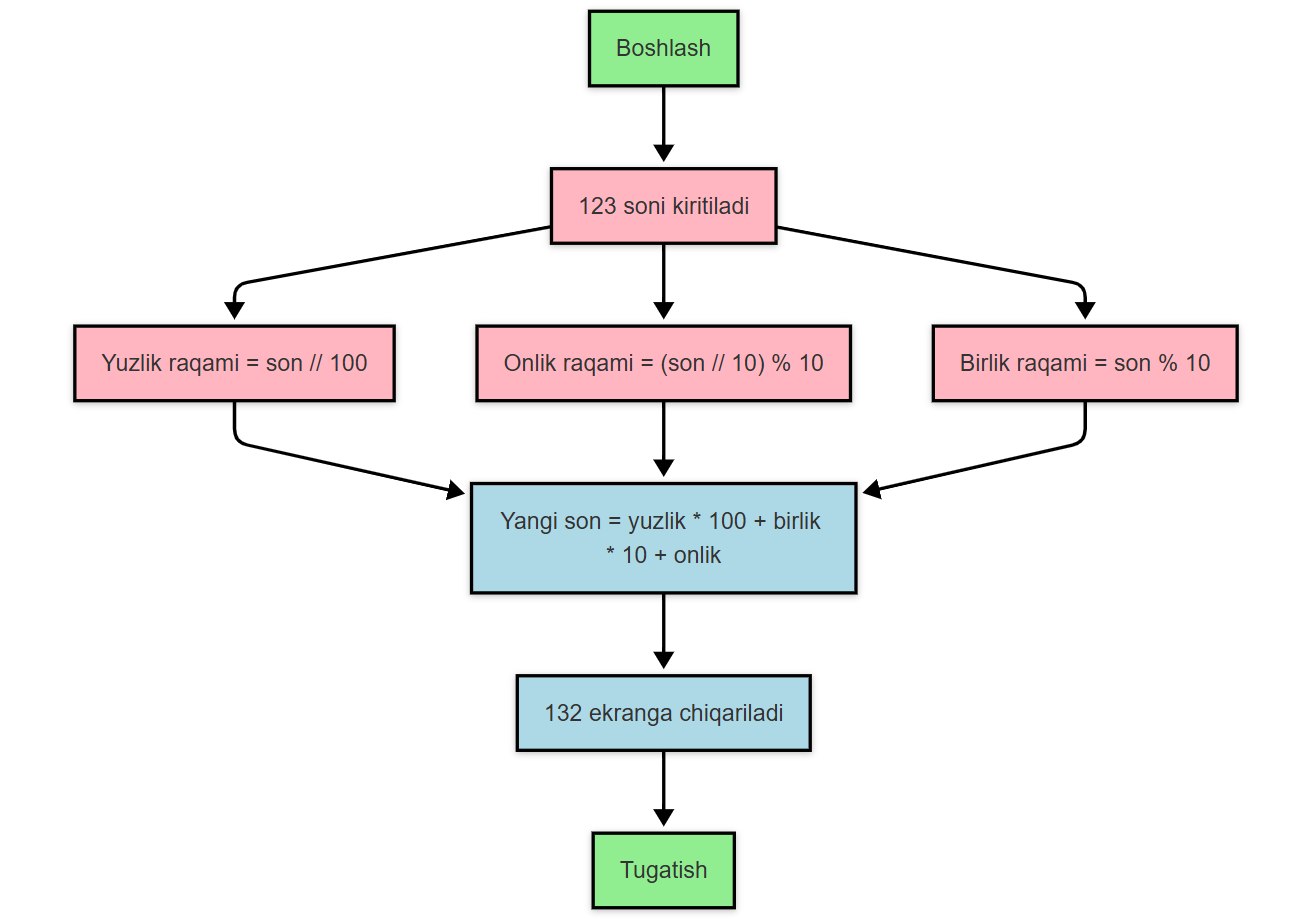 Boshlash
123 soni kiritiladi
Yuzlik raqami = son // 100
Onlik raqami = (son // 10) % 10
Birlik raqami = son % 10
Yangi son = yuzlik * 100 + birlik
* 10 + onlik
132 ekranga chiqariladi
Tugatish